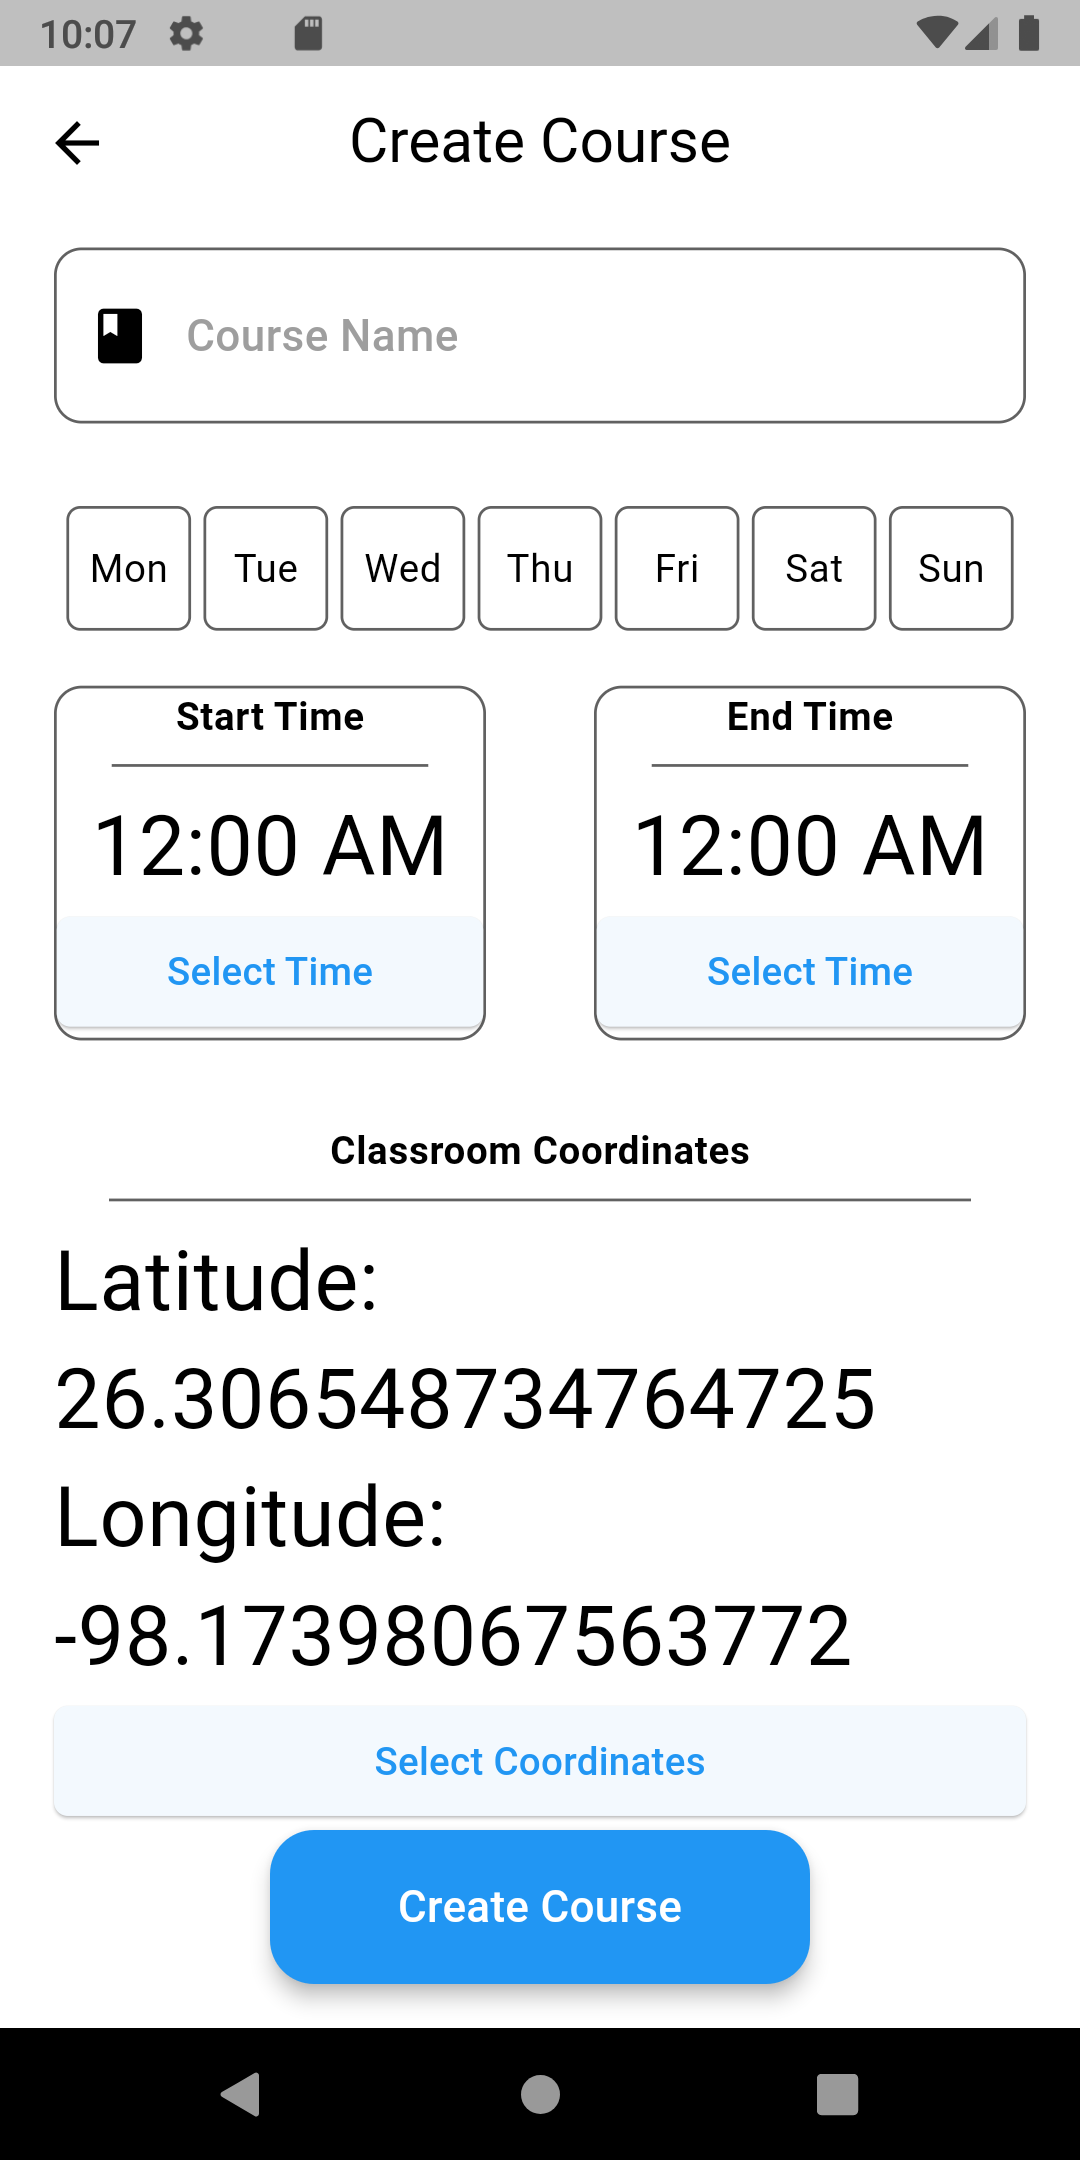 10:07
Create Course
Course Name
Mon Tue Wed Thu Fri Sat Sun
Start Time End Time
12:00 AM 12:00 AM
Select Time Select Time
Classroom Coordinates
Latitude:
26.306548734764725
Longitude:
-98.17398067563772
Select Coordinates
Create Course